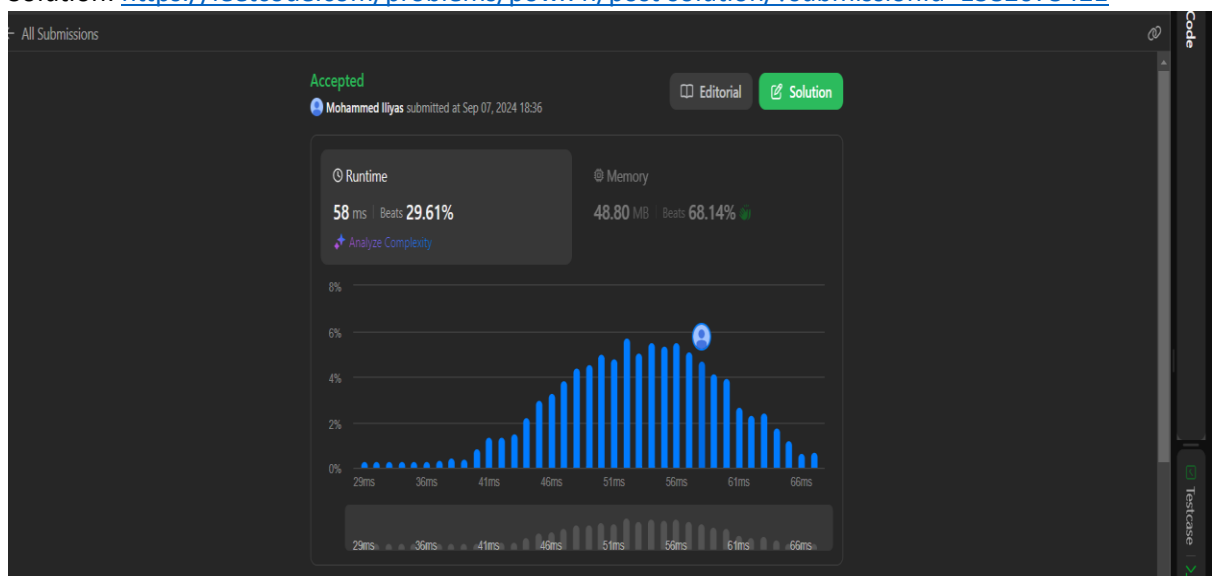 All Submissions
Code
Accepted
Mohammed Iliyas submitted at Sep 07, 2024 18:36
Editorial
Solution
Runtime
58 ms | Beats 29.61%
Analyze Complexity
Memory
48.80 MB | Beats 68.14%
8%
6%
4%
2%
0%
29ms 36ms 41ms 46ms 51ms 56ms 61ms 66ms
29ms 36ms 41ms 46ms 51ms 56ms 61ms 66ms
Testcase